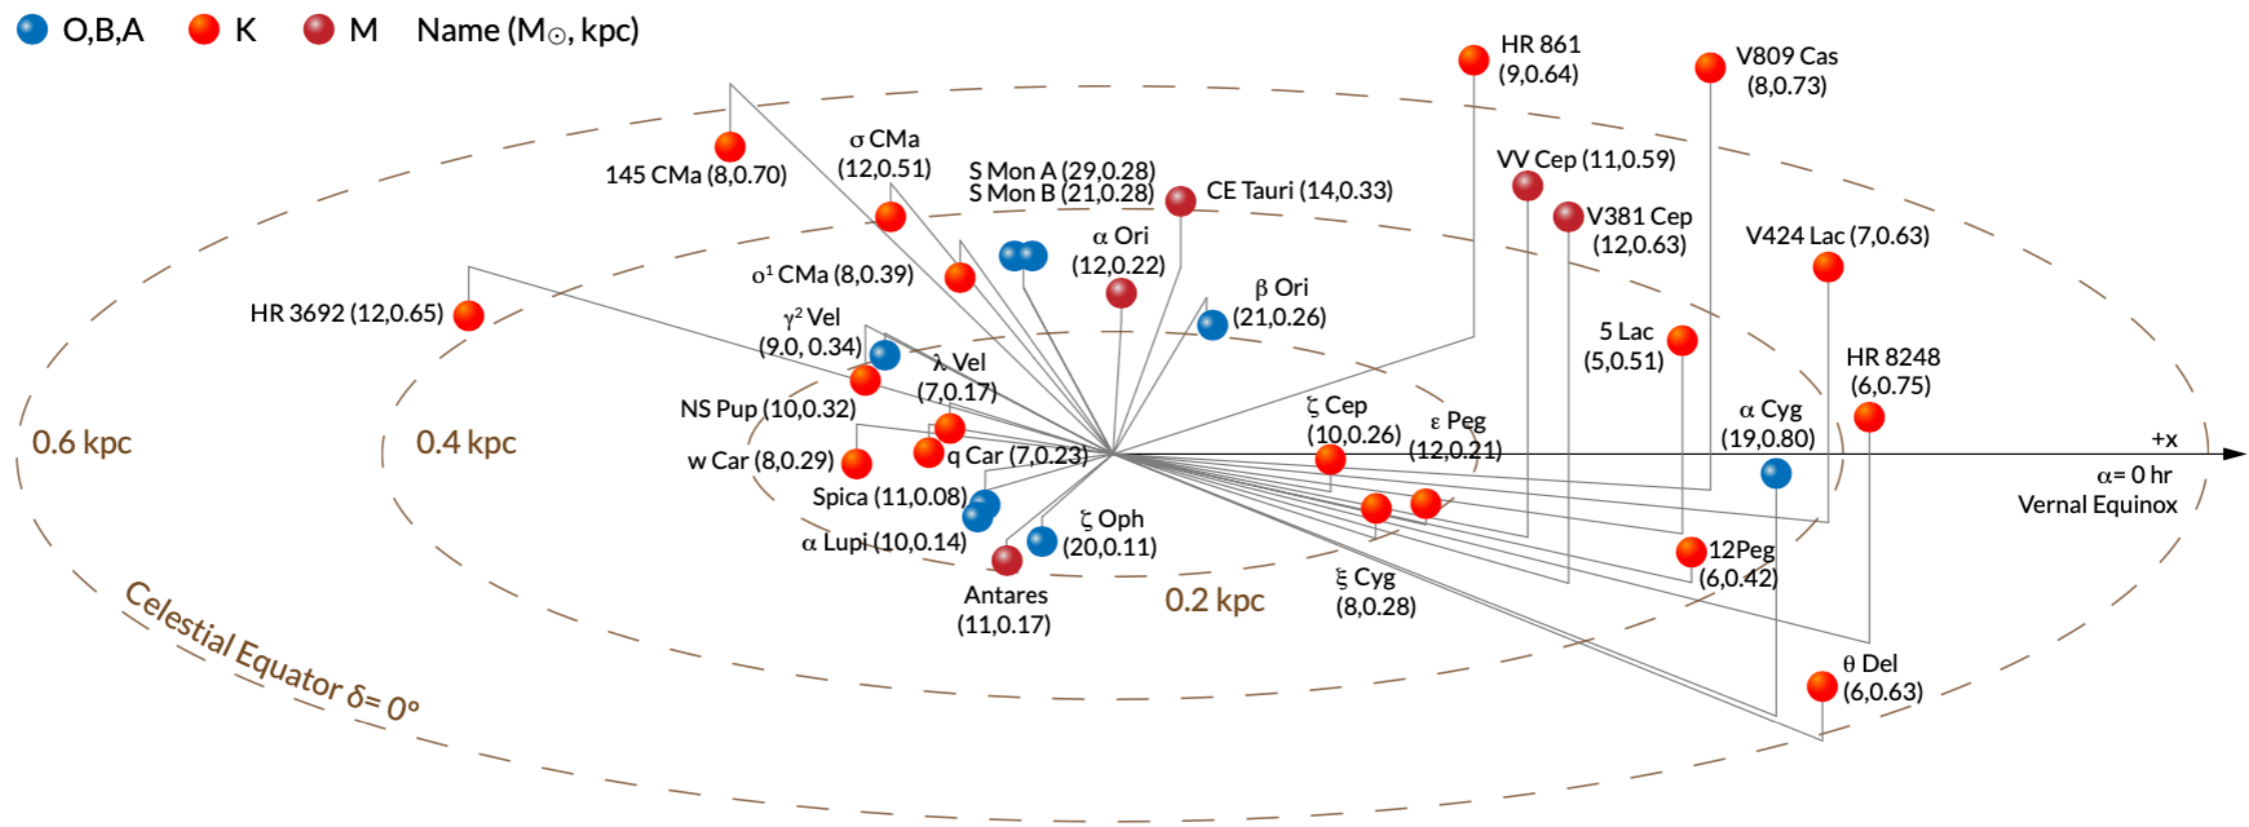 O,B,A
K
M
Name (M☉, kpc)
HR 861
(9,0.64)
V809 Cas
(8,0.73)
145 CMa (8,0.70)
σ CMa
(12,0.51)
S Mon A (29,0.28)
S Mon B (21,0.28)
CE Tauri (14,0.33)
VV Cep (11,0.59)
V381 Cep
(12,0.63)
V424 Lac (7,0.63)
α Ori
(12,0.22)
ο¹ CMa (8,0.39)
β Ori
(21,0.26)
HR 3692 (12,0.65)
γ² Vel
(9.0, 0.34)
λ Vel
(7,0.17)
5 Lac
(5,0.51)
HR 8248
(6,0.75)
NS Pup (10,0.32)
ζ Cep
(10,0.26)
ε Peg
(12,0.21)
α Cyg
(19,0.80)
0.6 kpc
0.4 kpc
w Car (8,0.29)
q Car (7,0.23)
+x
α= 0 hr
Vernal Equinox
Spica (11,0.08)
α Lupi (10,0.14)
ζ Oph
(20,0.11)
12Peg
(6,0.42)
Antares
(11,0.17)
0.2 kpc
ξ Cyg
(8,0.28)
Celestial Equator δ= 0°
θ Del
(6,0.63)